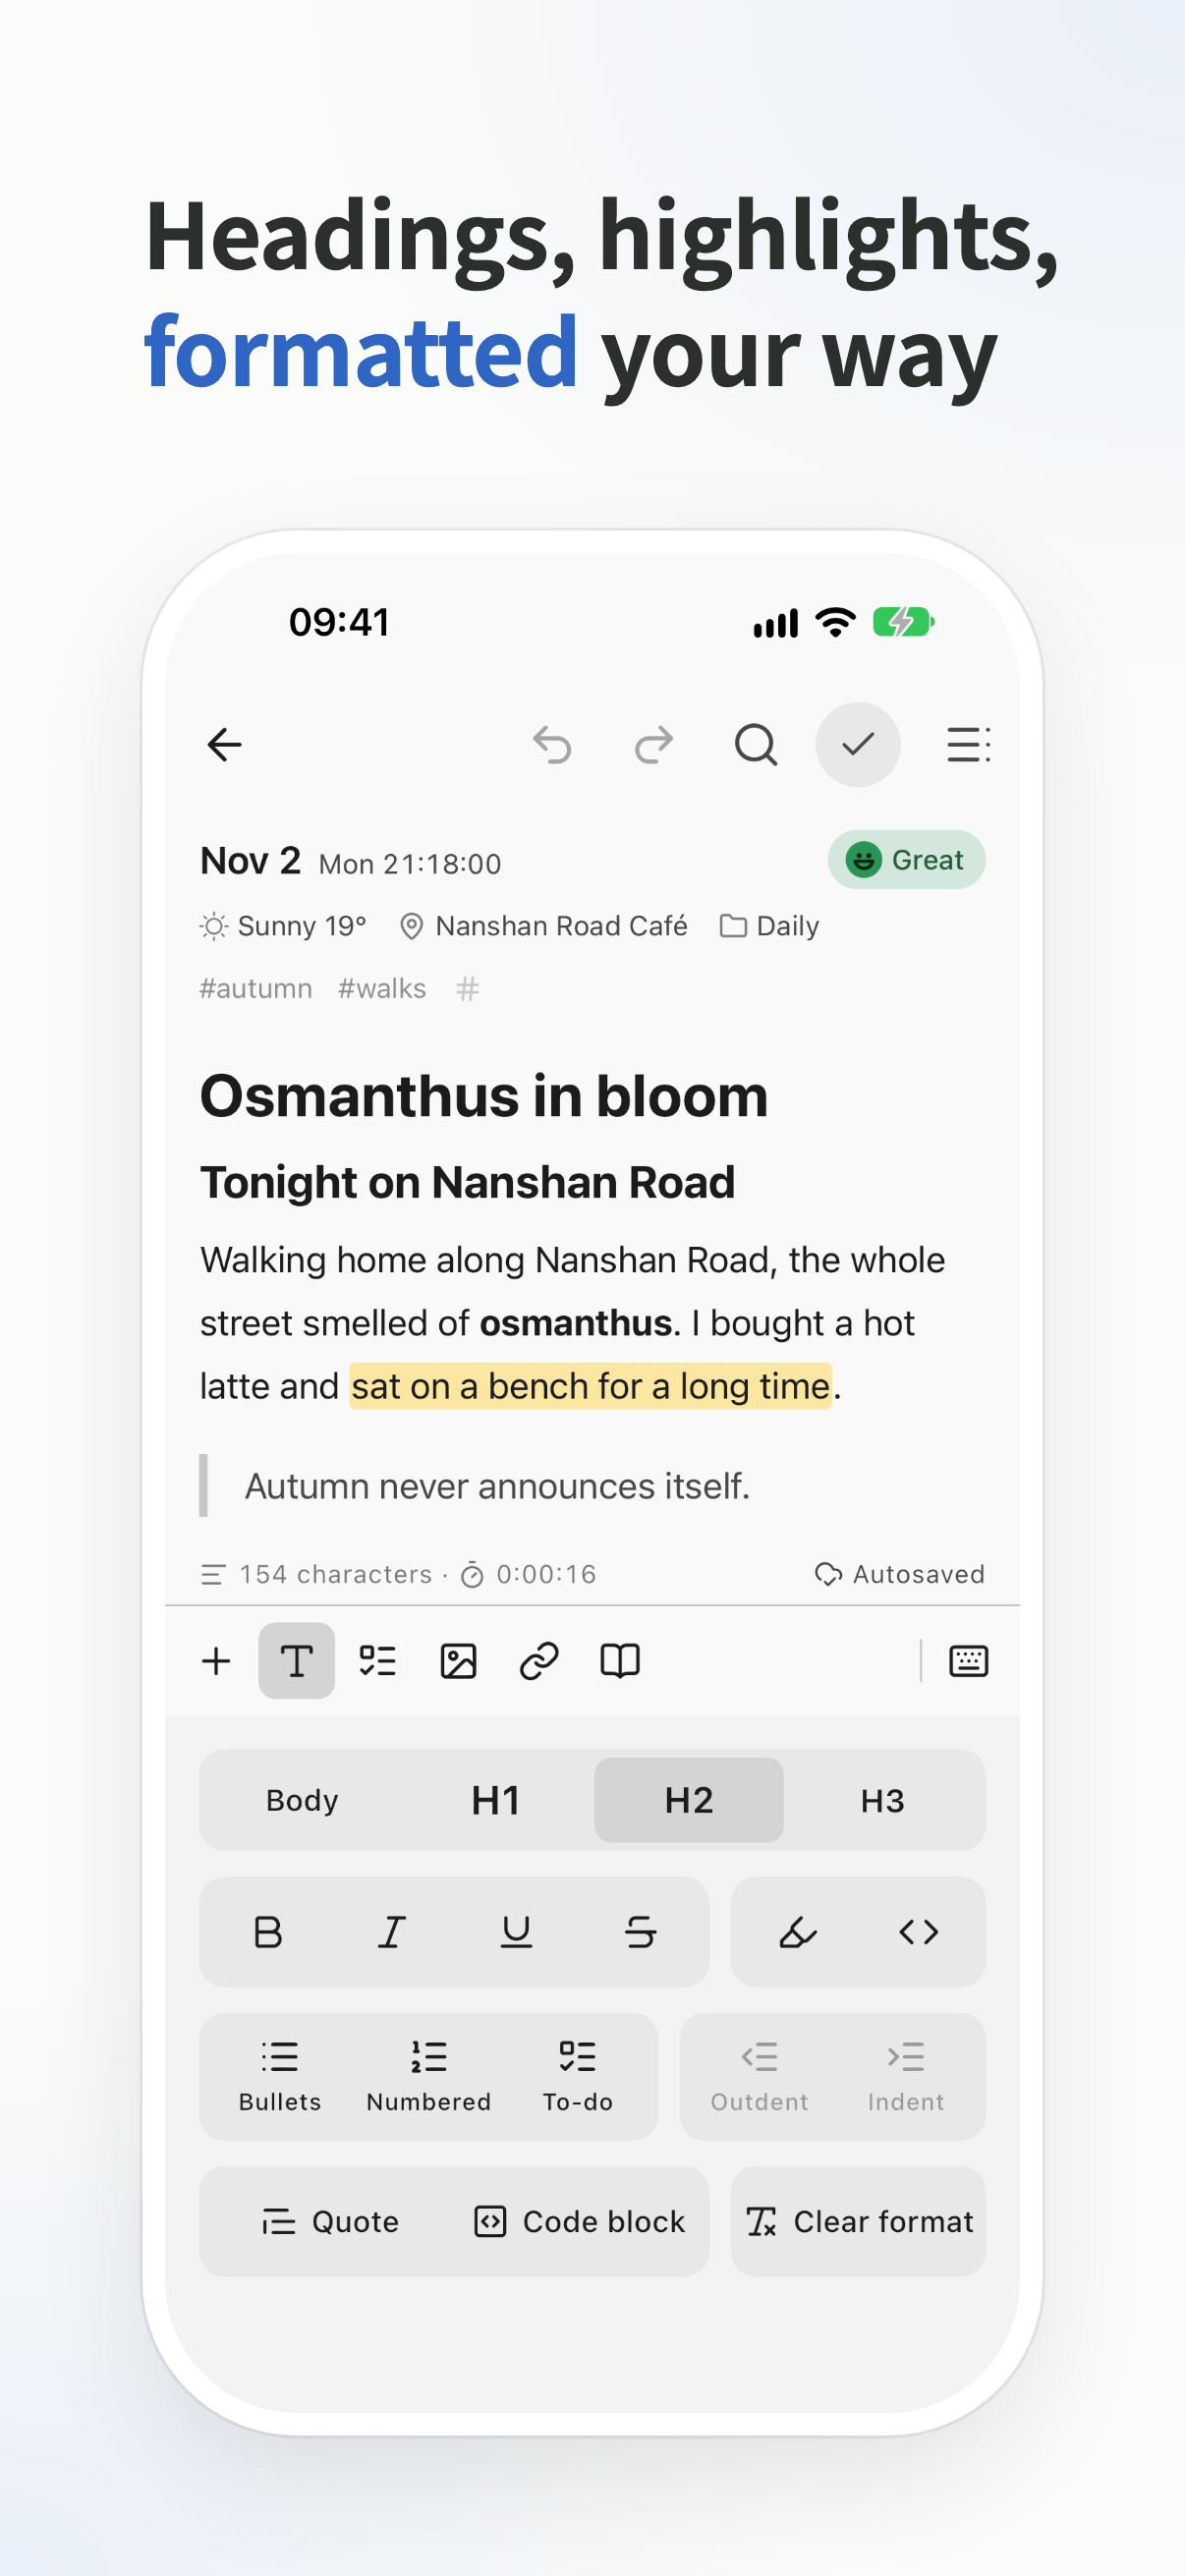 Headings, highlights,
formatted your way
09:41
Nov 2 Mon 21:18:00
Great
Sunny 19° Nanshan Road Café Daily
#autumn #walks #
Osmanthus in bloom
Tonight on Nanshan Road
Walking home along Nanshan Road, the whole
street smelled of osmanthus. I bought a hot
latte and sat on a bench for a long time.
Autumn never announces itself.
154 characters · 0:00:16 Autosaved
Body H1 H2 H3
B I U S
Bullets Numbered To-do Outdent Indent
Quote Code block Clear format